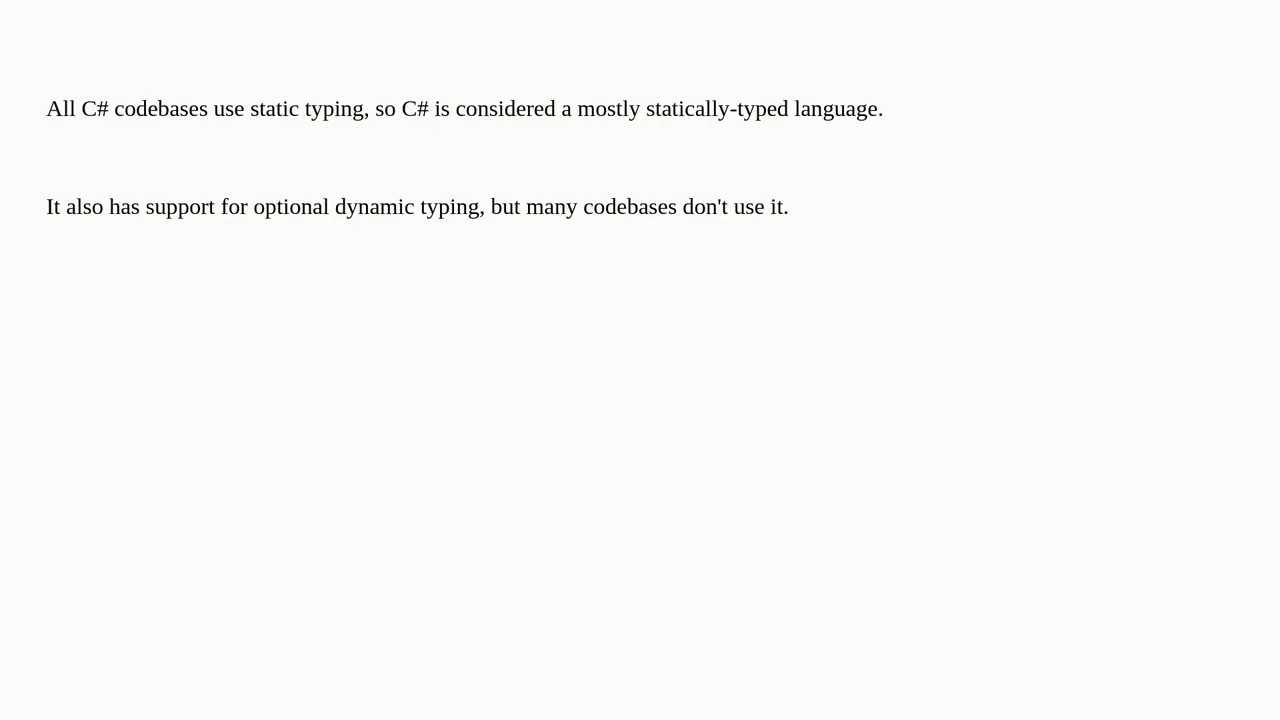 All C# codebases use static typing, so C# is considered a mostly statically-typed language.
It also has support for optional dynamic typing, but many codebases don't use it.